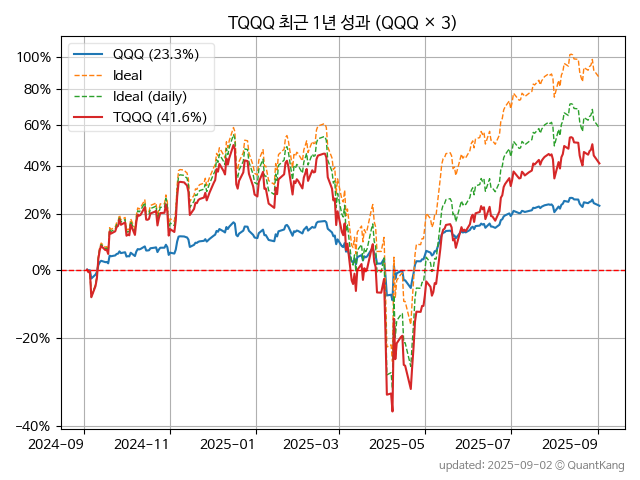 TQQQ 최근 1년 성과 (QQQ × 3)
QQQ (23.3%)
Ideal
Ideal (daily)
TQQQ (41.6%)
100%
80%
60%
40%
20%
0%
−20%
−40%
2024-09 2024-11 2025-01 2025-03 2025-05 2025-07 2025-09
updated: 2025-09-02 © QuantKang